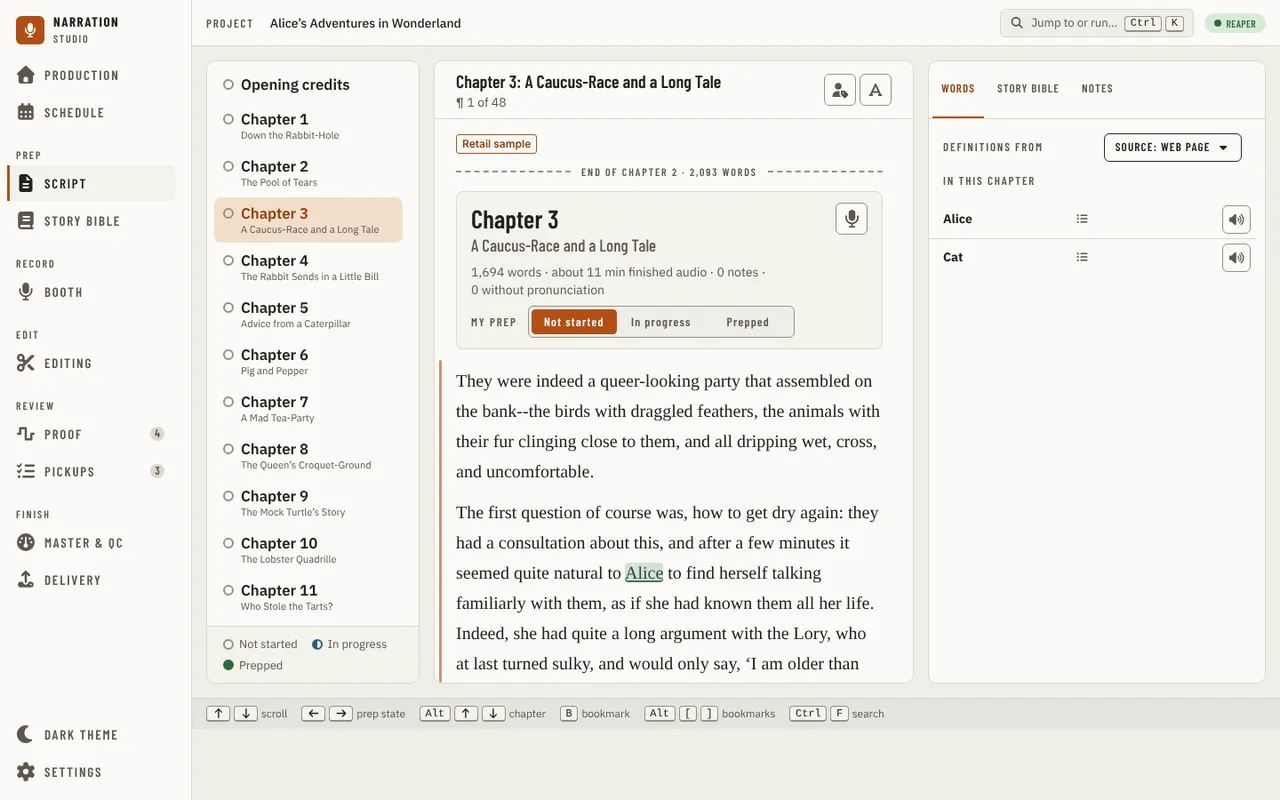 NARRATION
STUDIO
PRODUCTION
SCHEDULE
PREP
SCRIPT
STORY BIBLE
RECORD
BOOTH
EDIT
EDITING
REVIEW
PROOF 4
PICKUPS 3
FINISH
MASTER & QC
DELIVERY
DARK THEME
SETTINGS
PROJECT Alice’s Adventures in Wonderland
Jump to or run... Ctrl K
REAPER
Opening credits
Chapter 1
Down the Rabbit-Hole
Chapter 2
The Pool of Tears
Chapter 3
A Caucus-Race and a Long Tale
Chapter 4
The Rabbit Sends in a Little Bill
Chapter 5
Advice from a Caterpillar
Chapter 6
Pig and Pepper
Chapter 7
A Mad Tea-Party
Chapter 8
The Queen’s Croquet-Ground
Chapter 9
The Mock Turtle’s Story
Chapter 10
The Lobster Quadrille
Chapter 11
Who Stole the Tarts?
Not started In progress
Prepped
Chapter 3: A Caucus-Race and a Long Tale
¶ 1 of 48
A
Retail sample
END OF CHAPTER 2 · 2,093 WORDS
Chapter 3
A Caucus-Race and a Long Tale
1,694 words · about 11 min finished audio · 0 notes ·
0 without pronunciation
MY PREP Not started In progress Prepped
They were indeed a queer-looking party that assembled on
the bank--the birds with draggled feathers, the animals with
their fur clinging close to them, and all dripping wet, cross,
and uncomfortable.
The first question of course was, how to get dry again: they
had a consultation about this, and after a few minutes it
seemed quite natural to Alice to find herself talking
familiarly with them, as if she had known them all her life.
Indeed, she had quite a long argument with the Lory, who
at last turned sulky, and would only say, ‘I am older than
WORDS STORY BIBLE NOTES
DEFINITIONS FROM SOURCE: WEB PAGE
IN THIS CHAPTER
Alice
Cat
↑ ↓ scroll ← → prep state Alt ↑ ↓ chapter B bookmark Alt [ ] bookmarks Ctrl F search